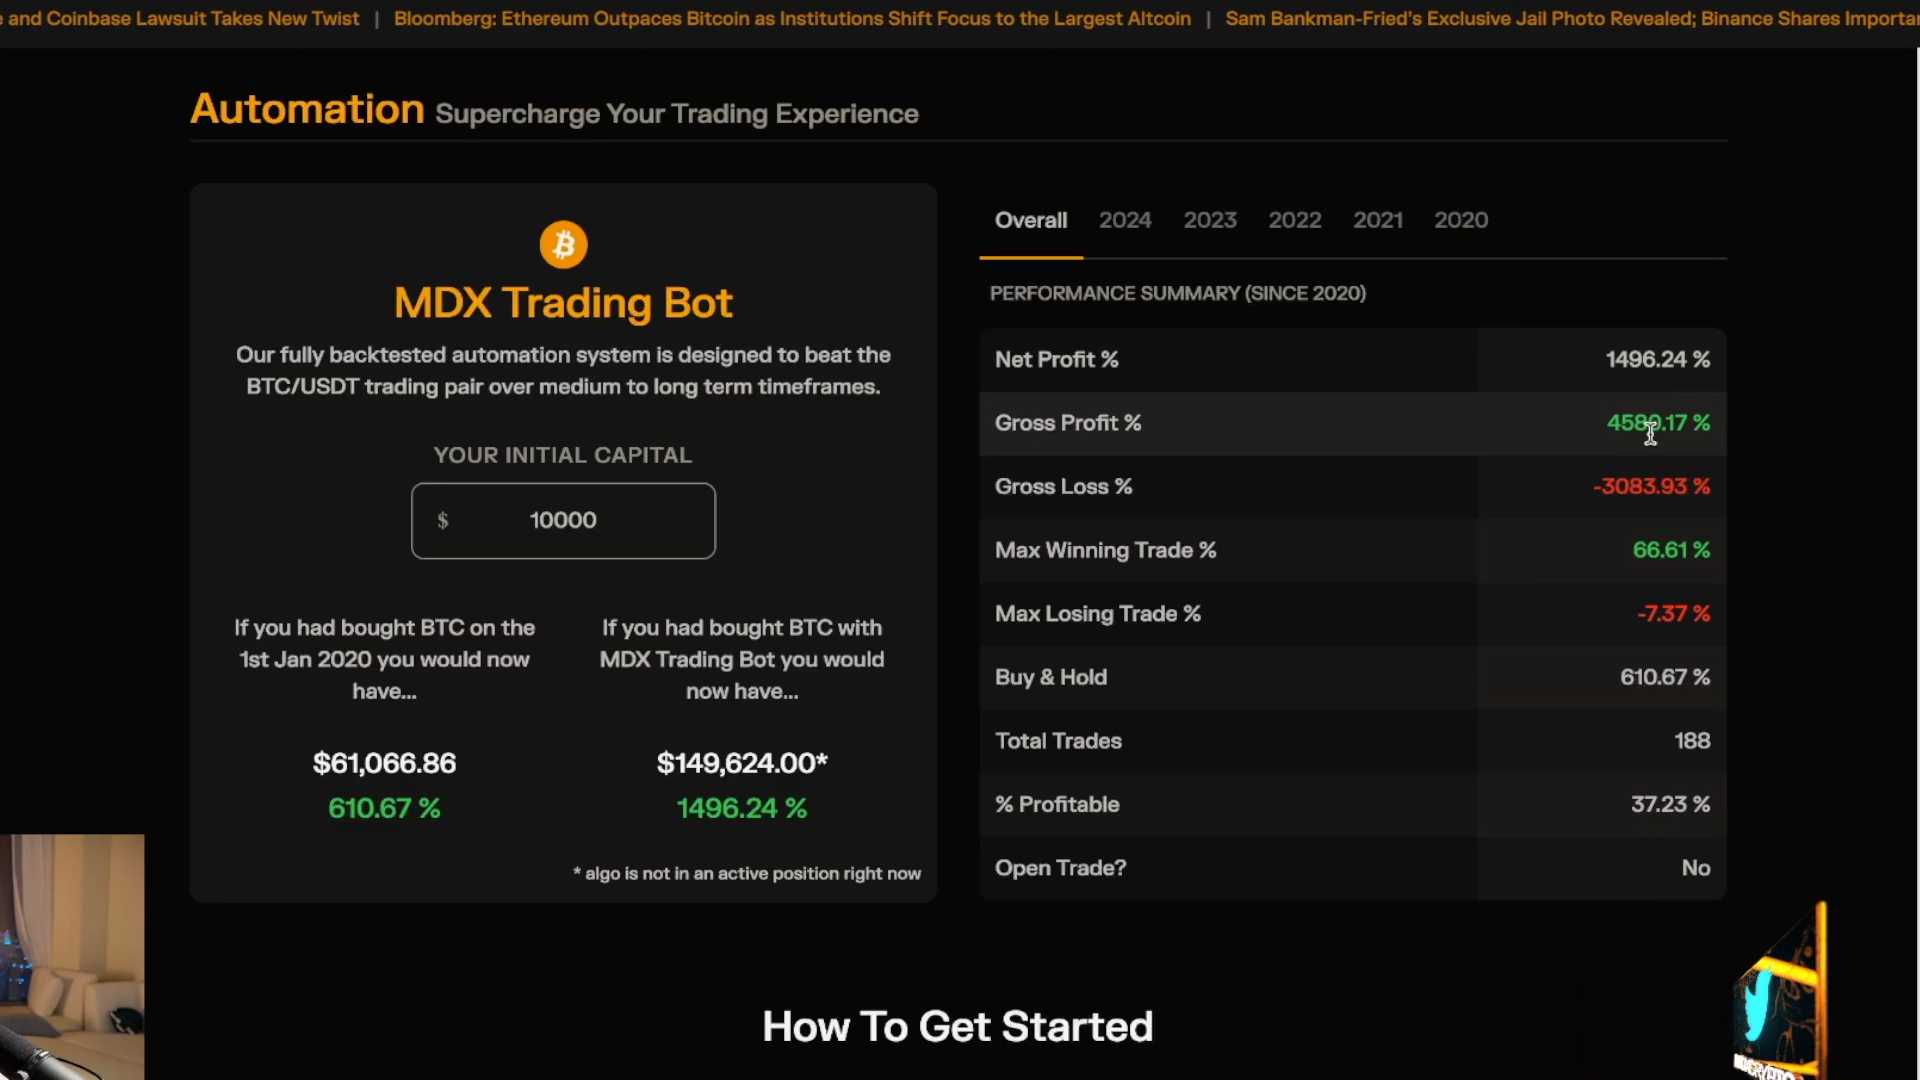 and Coinbase Lawsuit Takes New Twist | Bloomberg: Ethereum Outpaces Bitcoin as Institutions Shift Focus to the Largest Altcoin | Sam Bankman-Fried's Exclusive Jail Photo Revealed; Binance Shares
Automation Supercharge Your Trading Experience
MDX Trading Bot
Our fully backtested automation system is designed to beat the
BTC/USDT trading pair over medium to long term timeframes.
YOUR INITIAL CAPITAL
$ 10000
If you had bought BTC on the
1st Jan 2020 you would now
have...
$61,066.86
610.67 %
If you had bought BTC with
MDX Trading Bot you would
now have...
$149,624.00*
1496.24 %
* algo is not in an active position right now
Overall 2024 2023 2022 2021 2020
PERFORMANCE SUMMARY (SINCE 2020)
Net Profit % 1496.24 %
Gross Profit % 4580.17 %
Gross Loss % -3083.93 %
Max Winning Trade % 66.61 %
Max Losing Trade % -7.37 %
Buy & Hold 610.67 %
Total Trades 188
% Profitable 37.23 %
Open Trade? No
How To Get Started